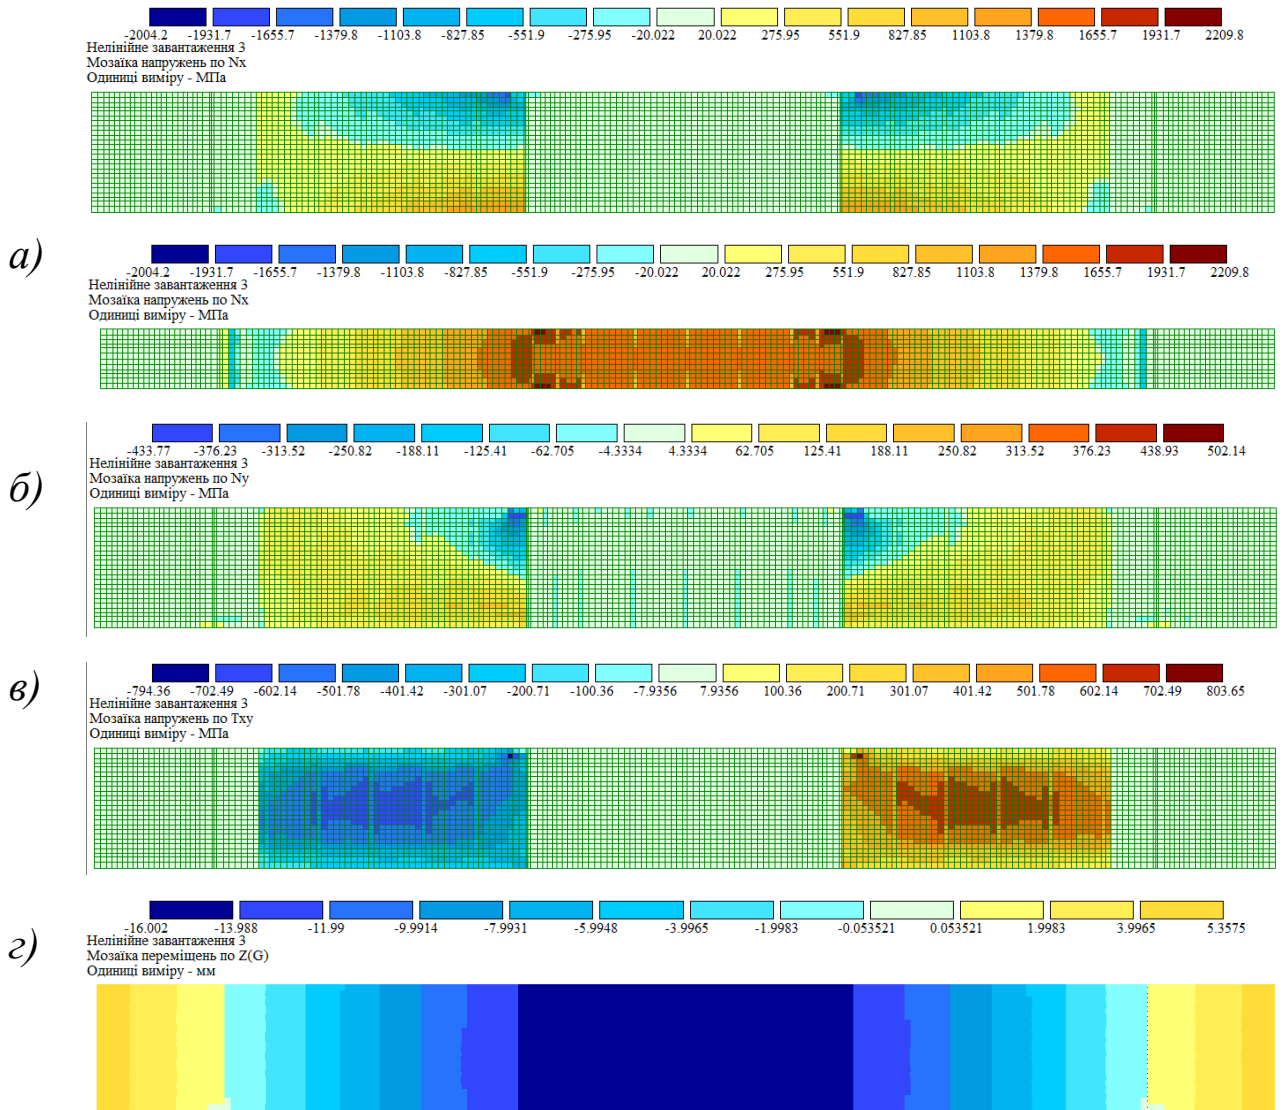 -2004.2 -1931.7 -1655.7 -1379.8 -1103.8 -827.85 -551.9 -275.95 -20.022 20.022 275.95 551.9 827.85 1103.8 1379.8 1655.7 1931.7 2209.8
Нелінійне завантаження 3
Мозаїка напружень по Nx
Одиниці виміру - МПа
а)
-2004.2 -1931.7 -1655.7 -1379.8 -1103.8 -827.85 -551.9 -275.95 -20.022 20.022 275.95 551.9 827.85 1103.8 1379.8 1655.7 1931.7 2209.8
Нелінійне завантаження 3
Мозаїка напружень по Nx
Одиниці виміру - МПа
-433.77 -376.23 -313.52 -250.82 -188.11 -125.41 -62.705 -4.3334 4.3334 62.705 125.41 188.11 250.82 313.52 376.23 438.93 502.14
Нелінійне завантаження 3
Мозаїка напружень по Ny
Одиниці виміру - МПа
б)
-794.36 -702.49 -602.14 -501.78 -401.42 -301.07 -200.71 -100.36 -7.9356 7.9356 100.36 200.71 301.07 401.42 501.78 602.14 702.49 803.65
Нелінійне завантаження 3
Мозаїка напружень по Txy
Одиниці виміру - МПа
в)
-16.002 -13.988 -11.99 -9.9914 -7.9931 -5.9948 -3.9965 -1.9983 -0.053521 0.053521 1.9983 3.9965 5.3575
Нелінійне завантаження 3
Мозаїка переміщень по Z(G)
Одиниці виміру - мм
г)